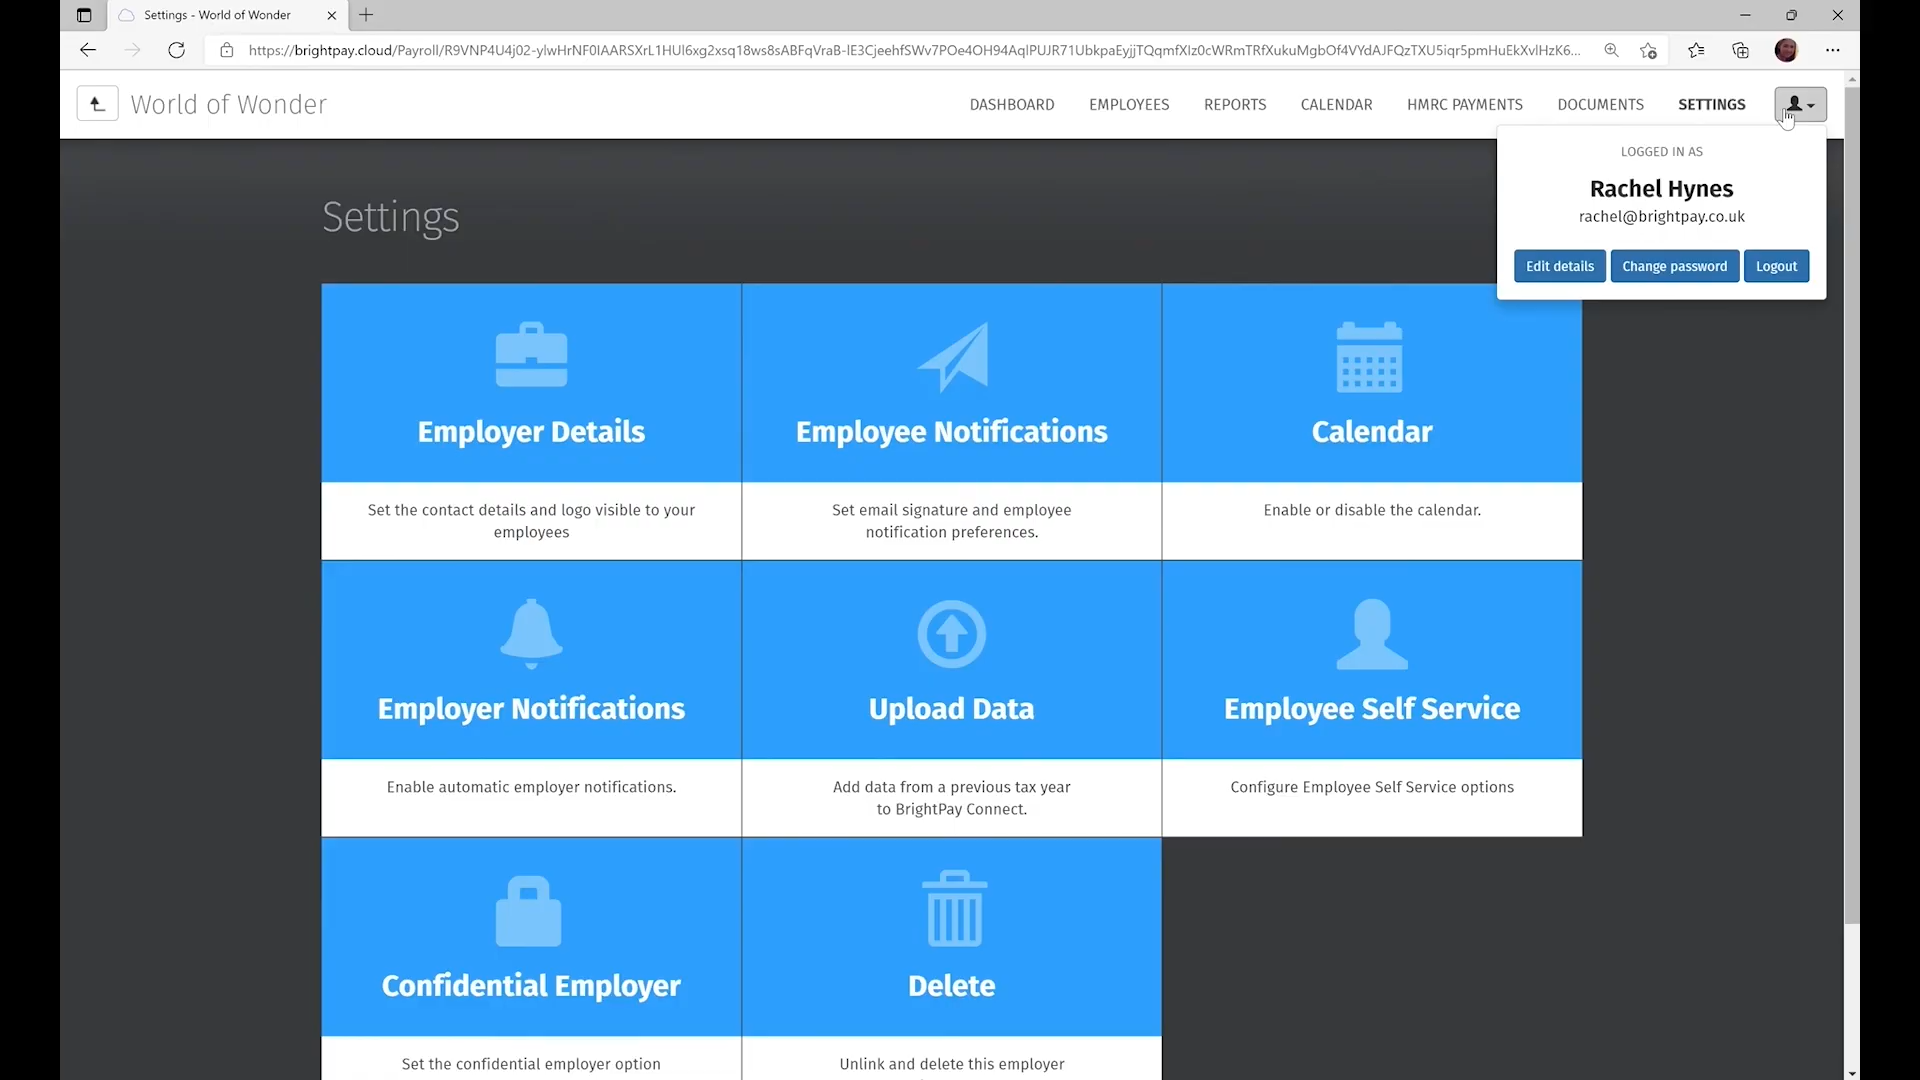 Settings - World of Wonder
https://brightpay.cloud/Payroll/
World of Wonder
DASHBOARD EMPLOYEES REPORTS CALENDAR HMRC PAYMENTS DOCUMENTS SETTINGS
LOGGED IN AS
Rachel Hynes
rachel@brightpay.co.uk
Edit details Change password Logout
Settings
Employer Details Employee Notifications Calendar
Set the contact details and logo visible to your
employees
Set email signature and employee
notification preferences.
Enable or disable the calendar.
Employer Notifications Upload Data Employee Self Service
Enable automatic employer notifications.
Add data from a previous tax year
to BrightPay Connect.
Configure Employee Self Service options
Confidential Employer Delete
Set the confidential employer option
Unlink and delete this employer